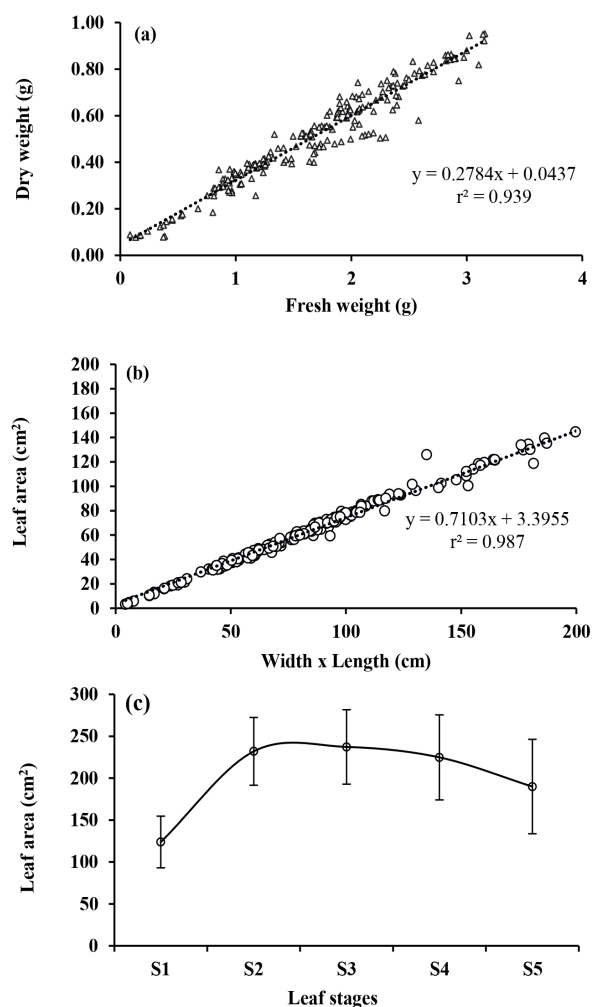 (a)
Dry weight (g)
1.00
0.80
0.60
0.40
0.20
0.00
y = 0.2784x + 0.0437
r² = 0.939
0 1 2 3 4
Fresh weight (g)
(b)
Leaf area (cm²)
200
180
160
140
120
100
80
60
40
20
0
y = 0.7103x + 3.3955
r² = 0.987
0 50 100 150 200
Width x Length (cm)
(c)
Leaf area (cm²)
300
250
200
150
100
50
0
S1 S2 S3 S4 S5
Leaf stages